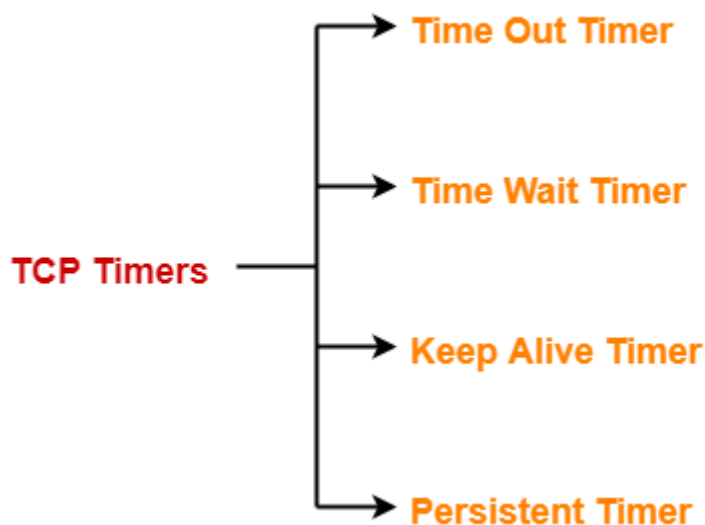 Time Out Timer
Time Wait Timer
TCP Timers
Keep Alive Timer
Persistent Timer